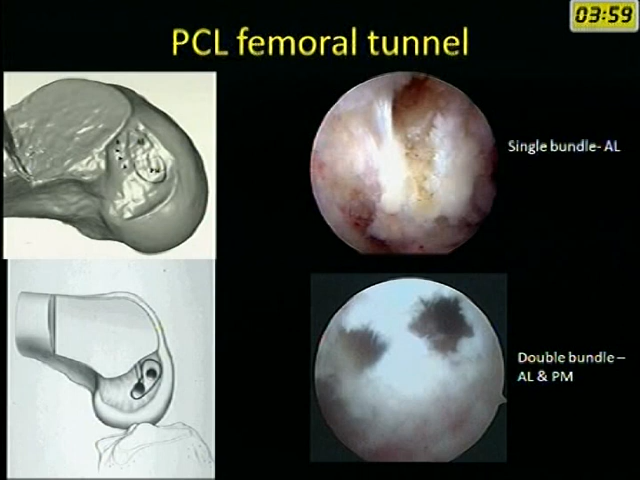 03:59
PCL femoral tunnel
Single bundle- AL
Double bundle –
AL & PM